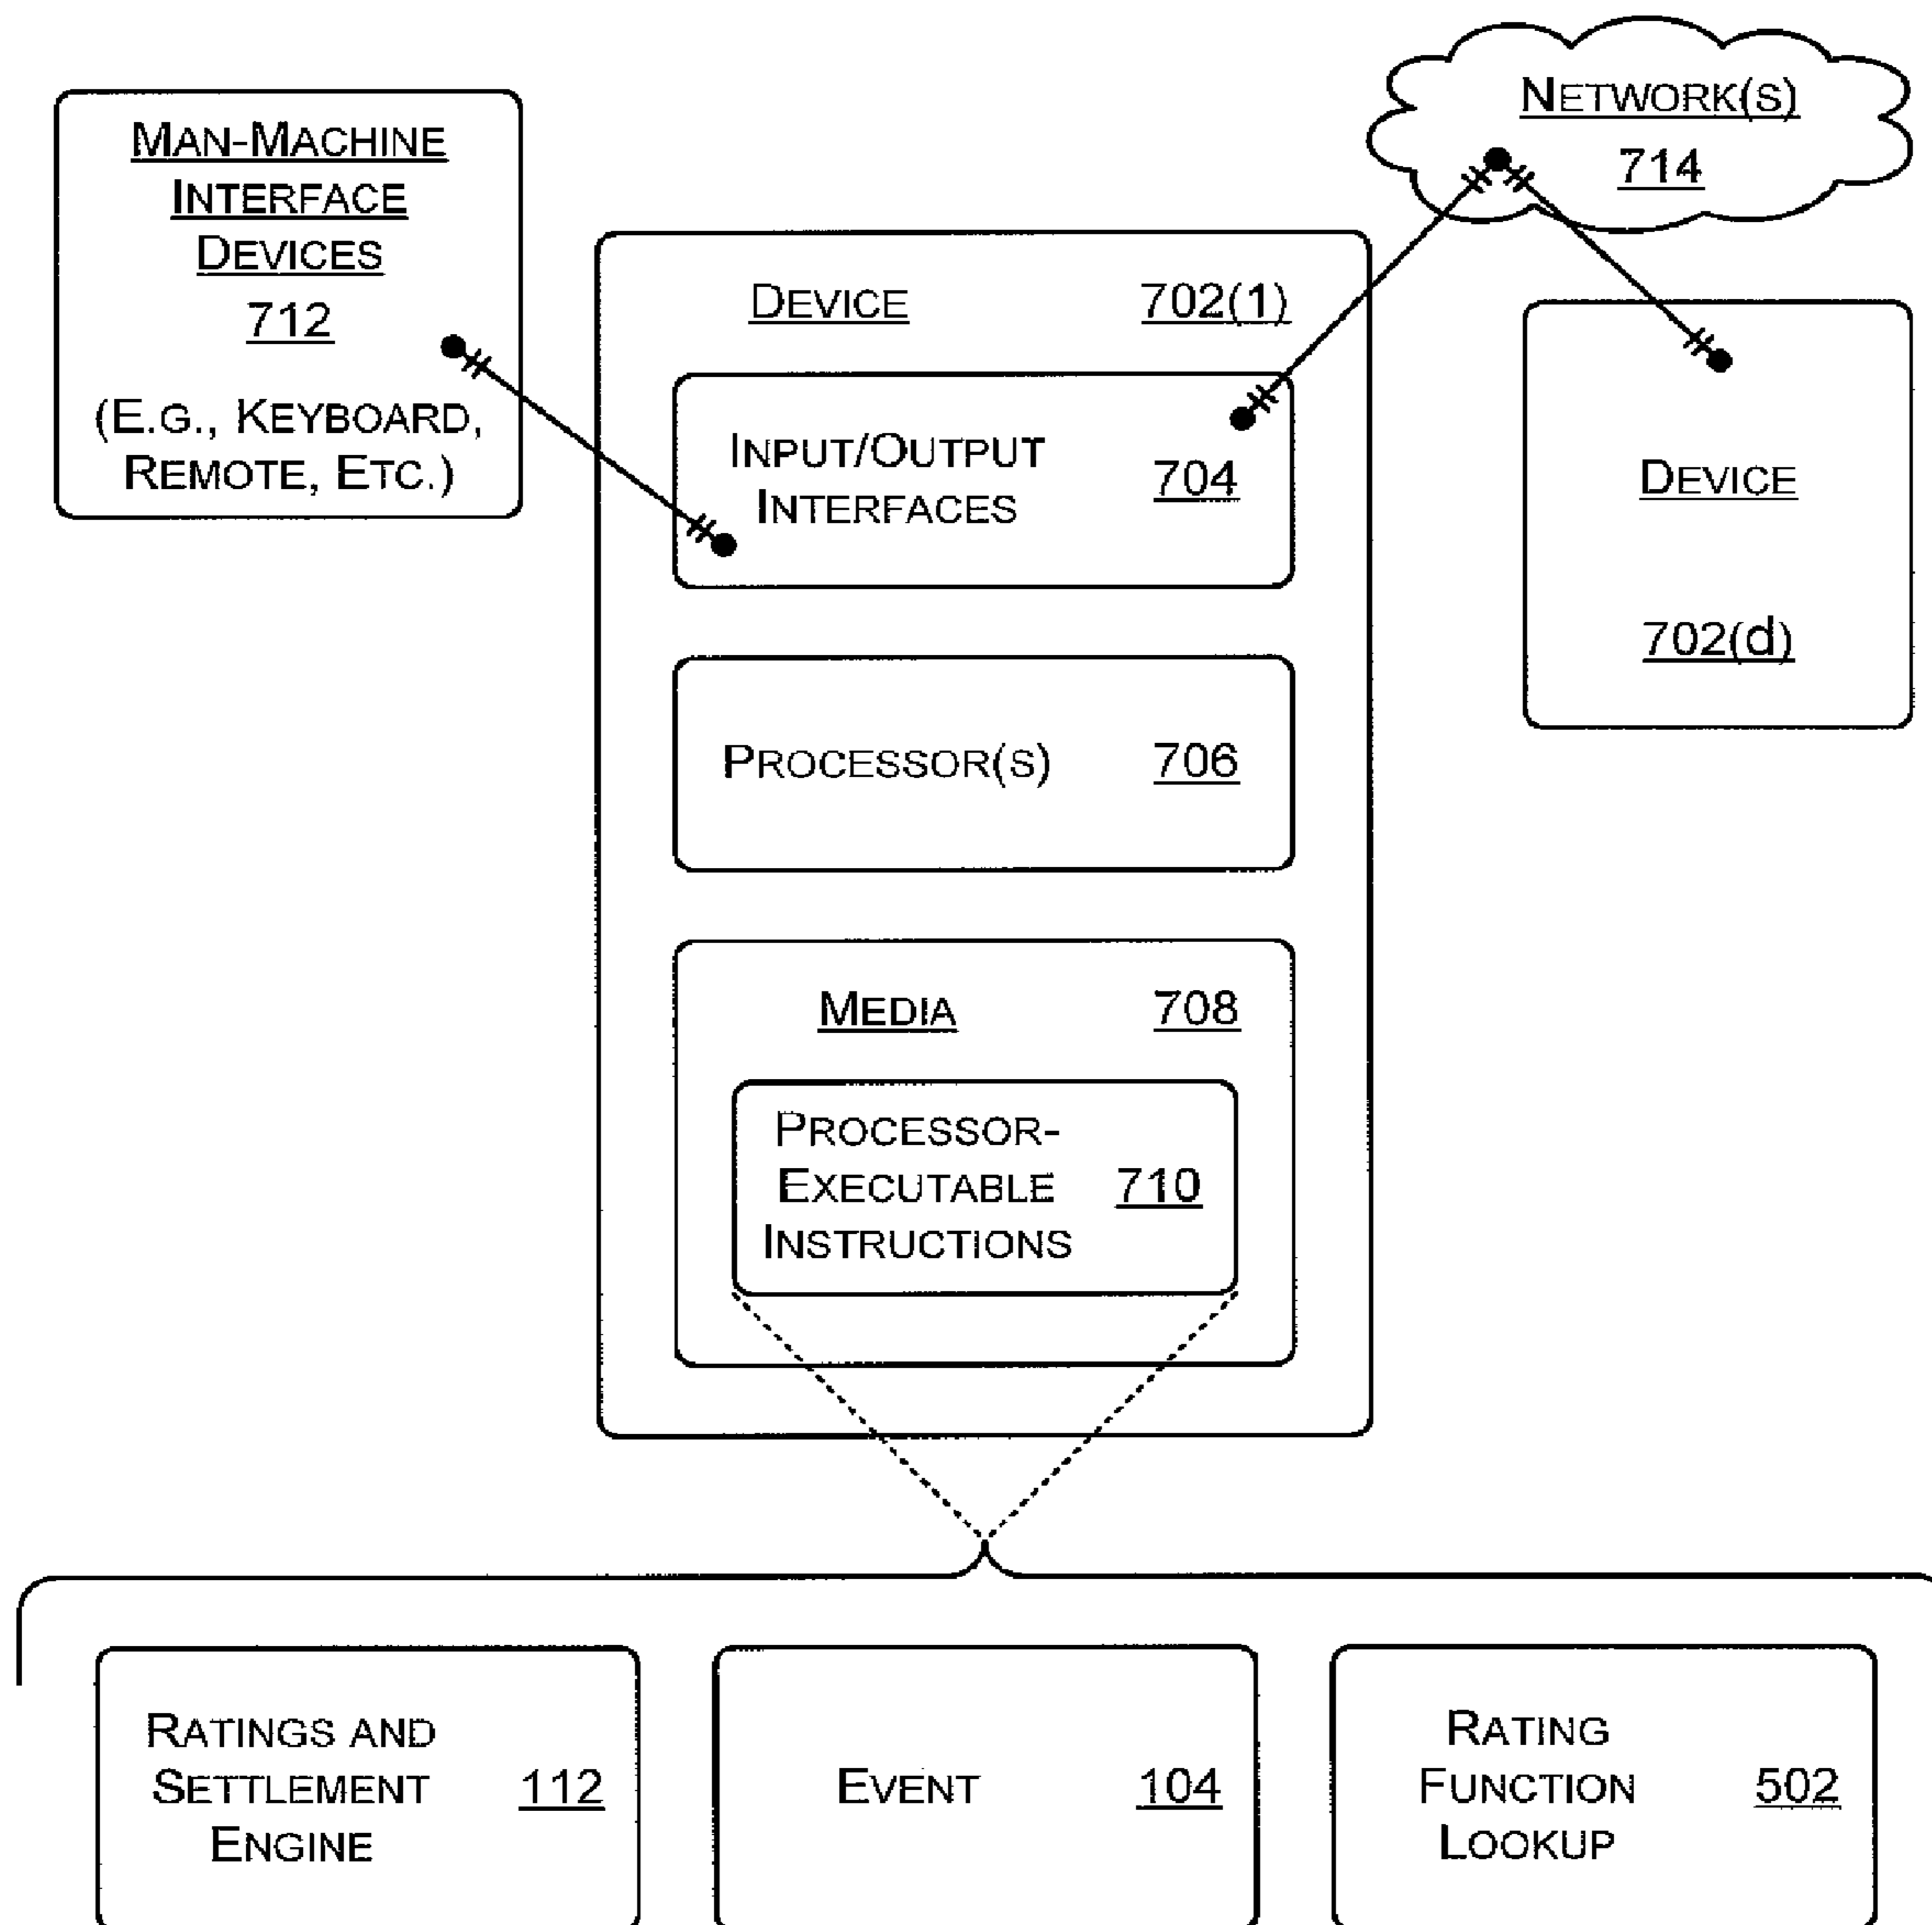 NETWORK(S)
714
MAN-MACHINE
INTERFACE
DEVICES
712
(E.G., KEYBOARD,
REMOTE, ETC.)
DEVICE 702(1)
INPUT/OUTPUT
INTERFACES
704
DEVICE
702(d)
PROCESSOR(S) 706
MEDIA 708
PROCESSOR-
EXECUTABLE
INSTRUCTIONS
710
RATINGS AND
SETTLEMENT
ENGINE
112
EVENT 104
RATING
FUNCTION
LOOKUP
502